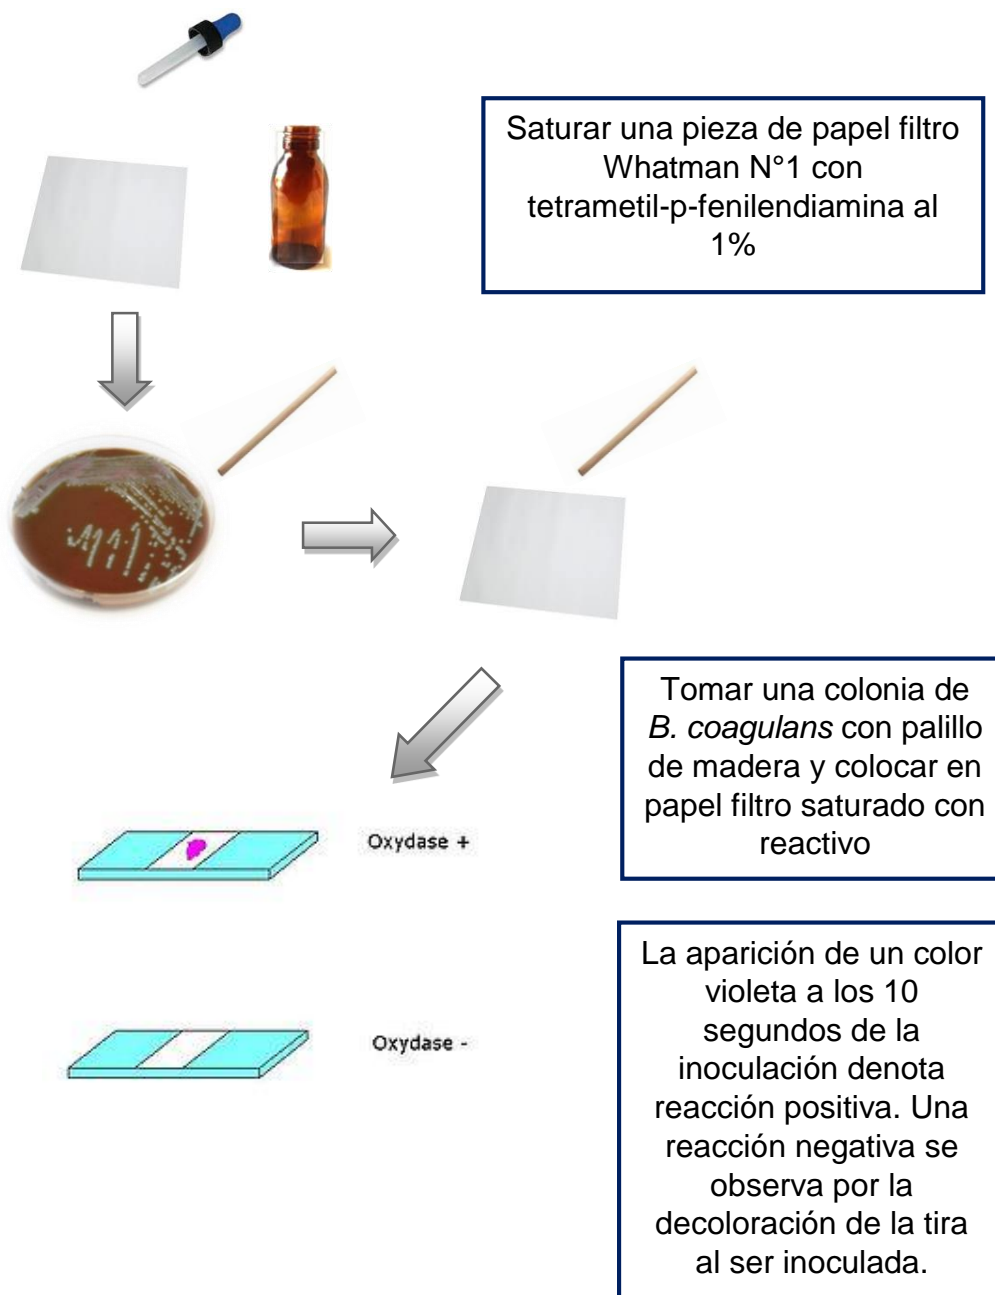 Saturar una pieza de papel filtro
Whatman N°1 con
tetrametil-p-fenilendiamina al
1%
Tomar una colonia de
B. coagulans con palillo
de madera y colocar en
papel filtro saturado con
reactivo
Oxydase +
La aparición de un color
violeta a los 10
segundos de la
inoculación denota
reacción positiva. Una
reacción negativa se
observa por la
decoloración de la tira
al ser inoculada.
Oxydase -